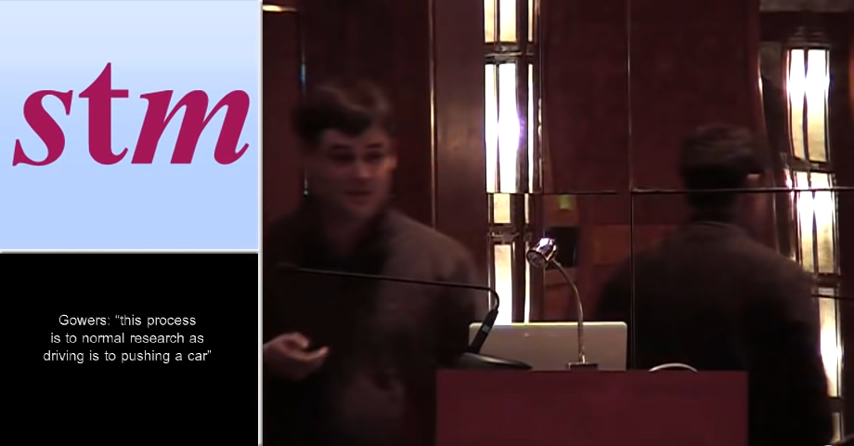 stm
Gowers: “this process
is to normal research as
driving is to pushing a car”